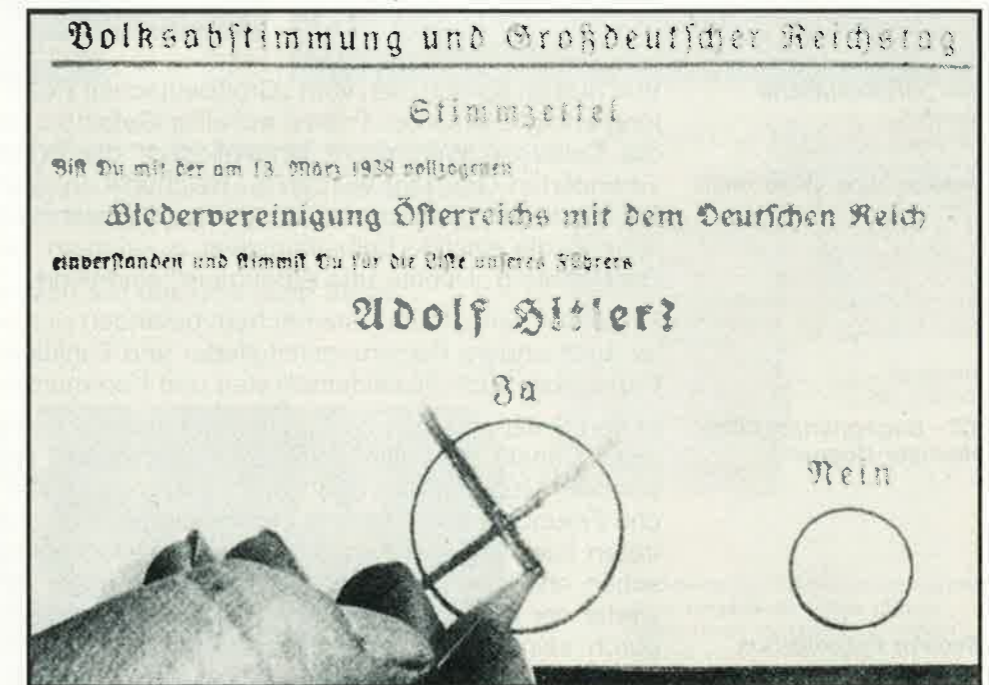 Volksabstimmung und Großdeutscher Reichstag
Stimmzettel
Bist Du mit der am 13. März 1938 vollzogenen
Wiedervereinigung Österreichs mit dem Deutschen Reich
einverstanden und stimmst Du für die Liste unseres Führers
Adolf Hitler?
Ja
Nein